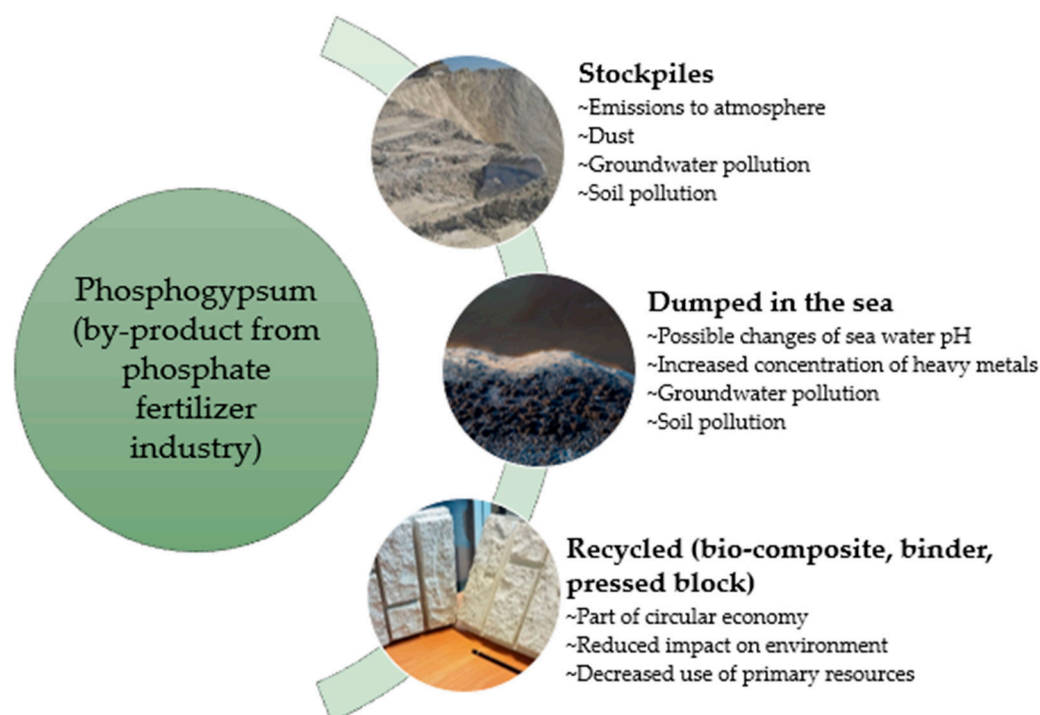 Phosphogypsum
(by-product from
phosphate
fertilizer
industry)
Stockpiles
~Emissions to atmosphere
~Dust
~Groundwater pollution
~Soil pollution
Dumped in the sea
~Possible changes of sea water pH
~Increased concentration of heavy metals
~Groundwater pollution
~Soil pollution
Recycled (bio-composite, binder,
pressed block)
~Part of circular economy
~Reduced impact on environment
~Decreased use of primary resources